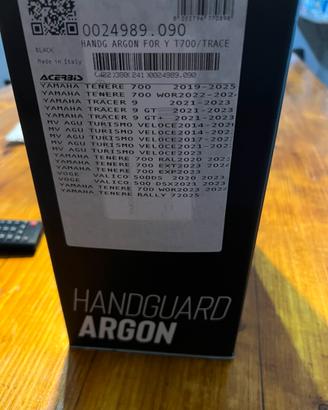 0024989.090
HANDG ARGON FOR Y T700/TRACE
BLACK
Made in Italy
ACERBIS
YAMAHA TENERE 700 2019-2025
YAMAHA TENERE 700 WOR2022-202
YAMAHA TRACER 9 2021-2023
YAMAHA TRACER 9 GT 2021-2023
YAMAHA TRACER 9 GT+ 2021-2023
MV AGU TURISMO VELOCE2014-202
MV AGU TURISMO VELOCE2014-202
MV AGU TURISMO VELOCE2017-202
MV AGU TURISMO VELOCE2021-202
MV AGU TURISMO VELOCE2023-
YAMAHA TENERE 700 RAL2020 202
YAMAHA TENERE 700 EXT2023 202
YAMAHA TENERE 700 EXP2023
VOGE VALICO 500DS 2020 2023
VOGE VALICO 500 DSX2021 2023
YAMAHA TENERE 700 WOR2023 202
YAMAHA TENERE RALLY 72025
HANDGUARD
ARGON